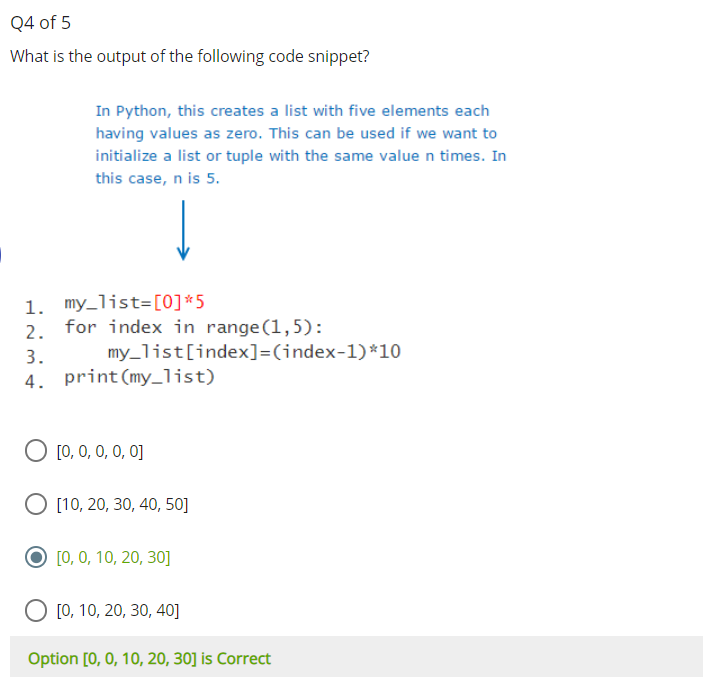 Q4 of 5
What is the output of the following code snippet?
In Python, this creates a list with five elements each
having values as zero. This can be used if we want to
initialize a list or tuple with the same value n times. In
this case, n is 5.
1. my_list=[0]*5
2. for index in range(1,5):
3.     my_list[index]=(index-1)*10
4. print(my_list)
[0, 0, 0, 0, 0]
[10, 20, 30, 40, 50]
[0, 0, 10, 20, 30]
[0, 10, 20, 30, 40]
Option [0, 0, 10, 20, 30] is Correct